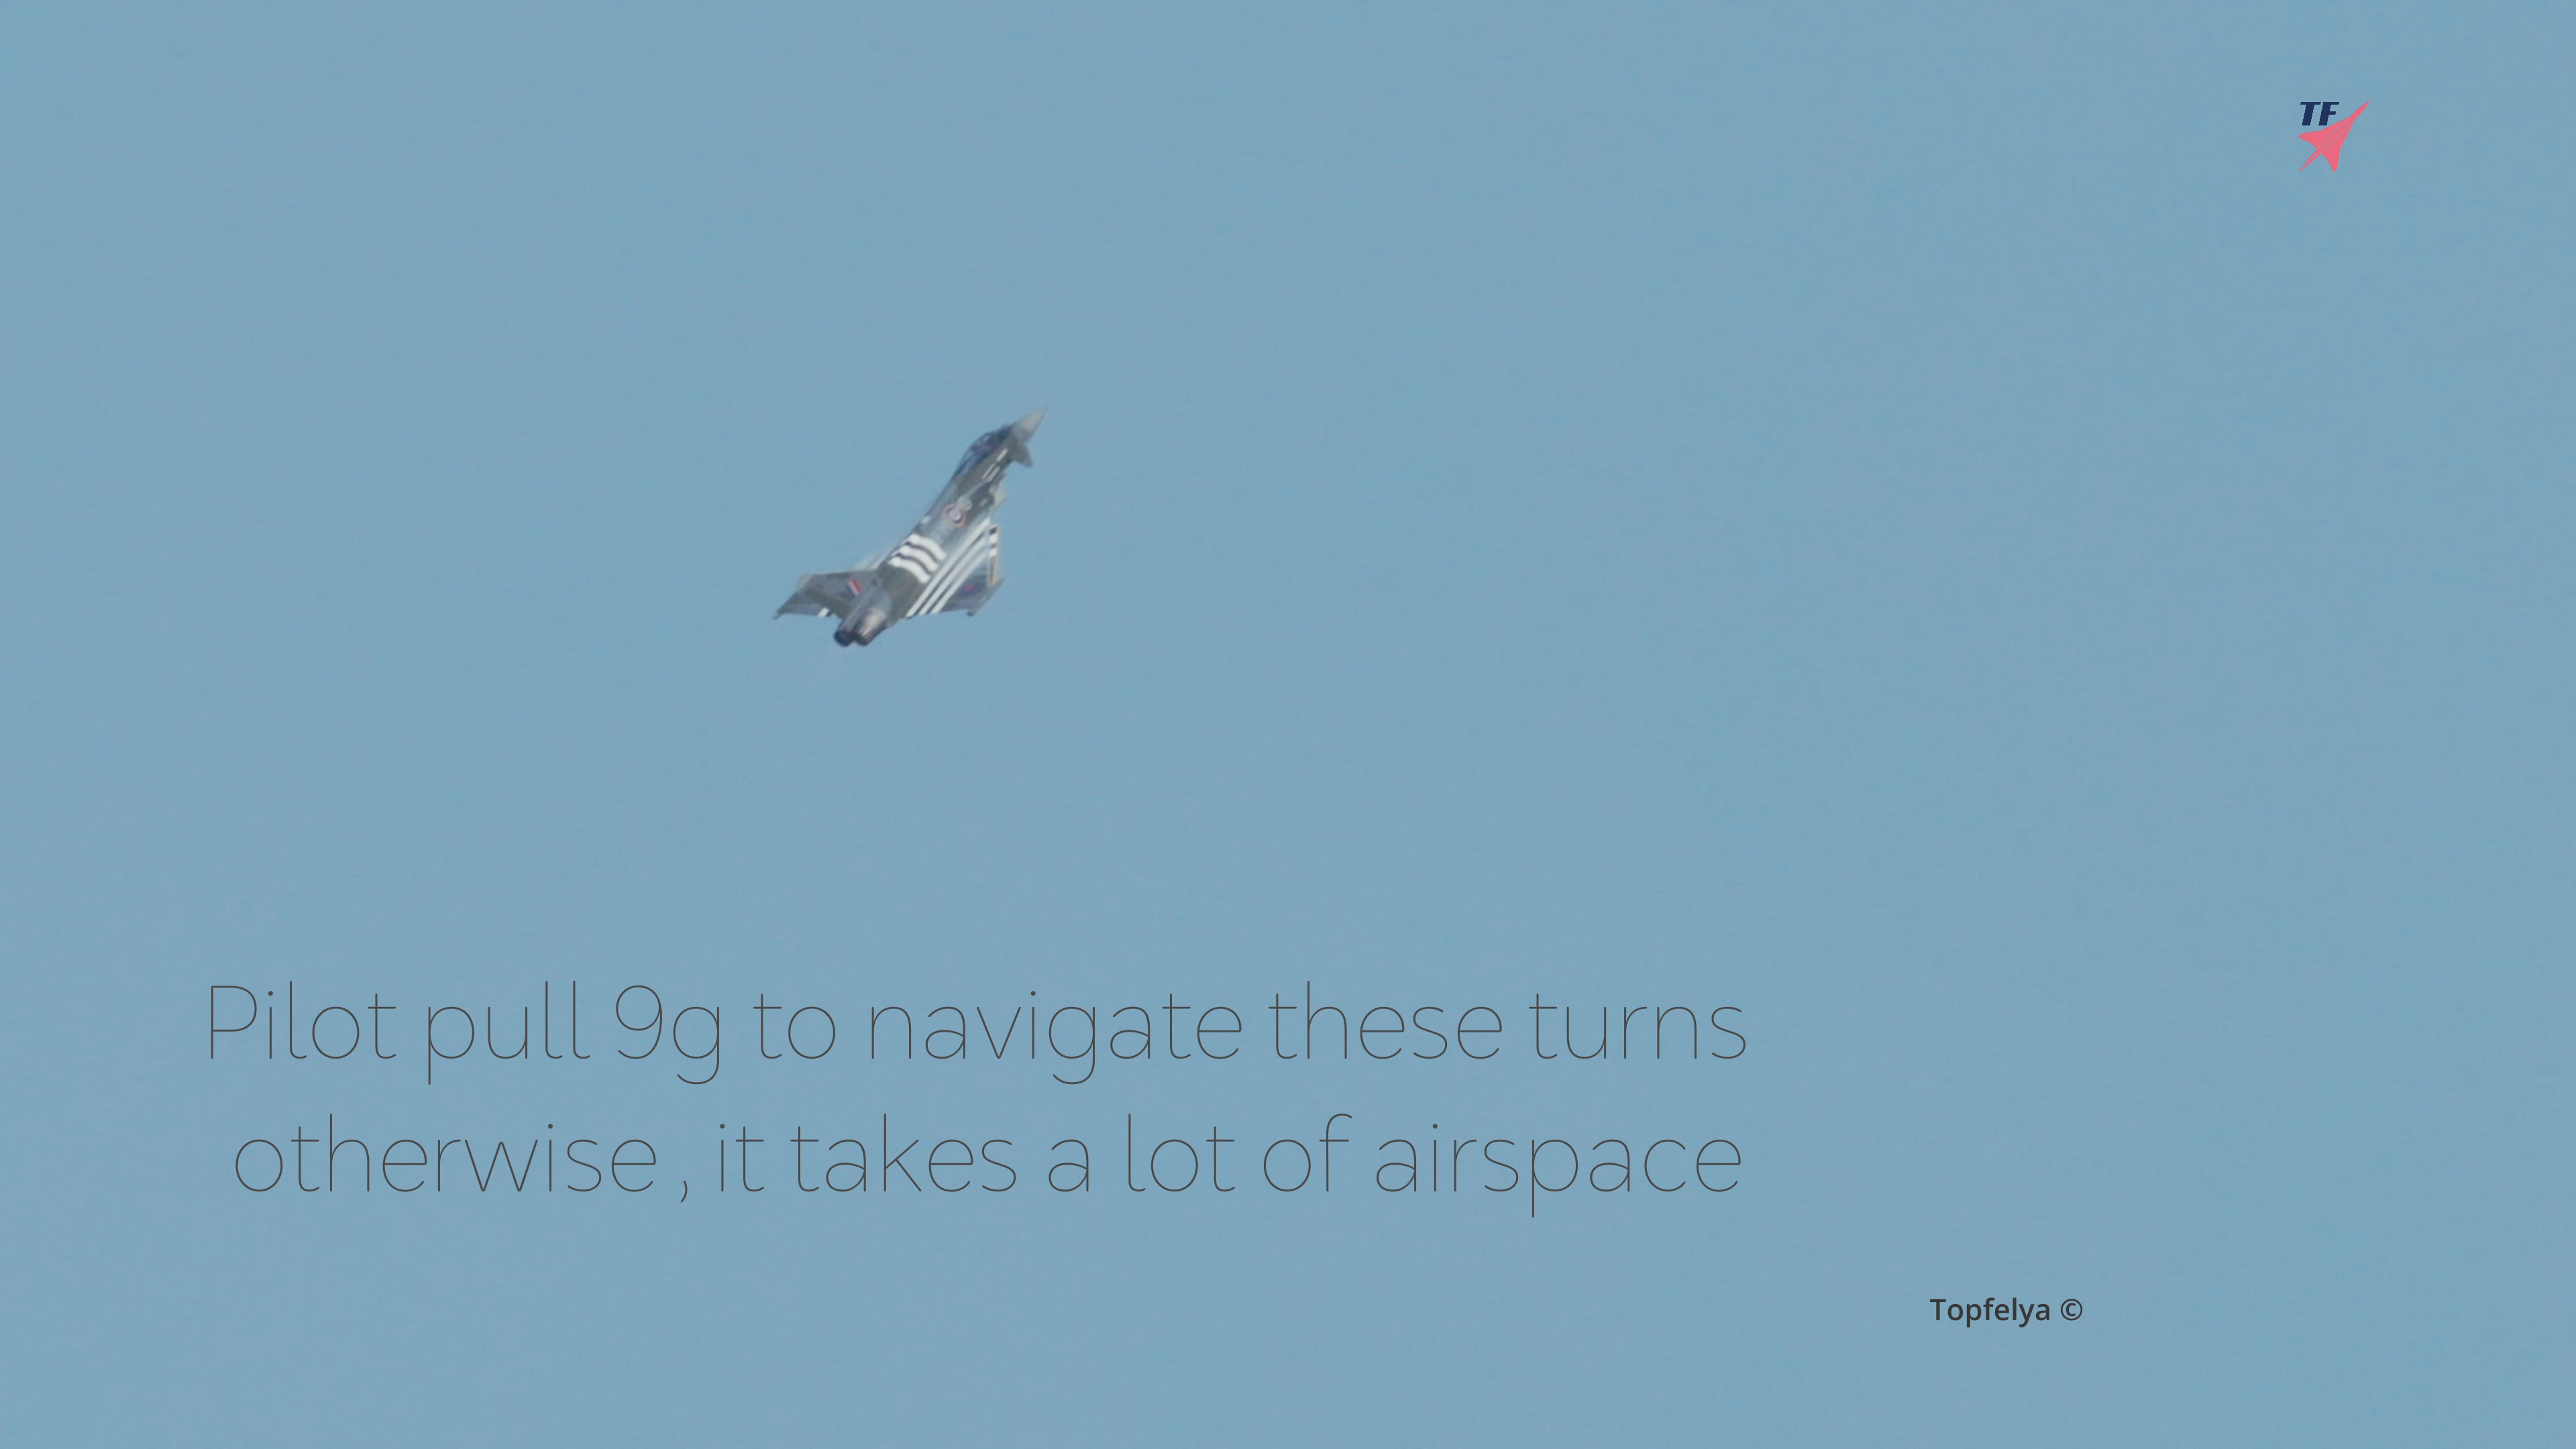 TF
Pilot pull 9g to navigate these turns
otherwise , it takes a lot of airspace
Topfelya ©